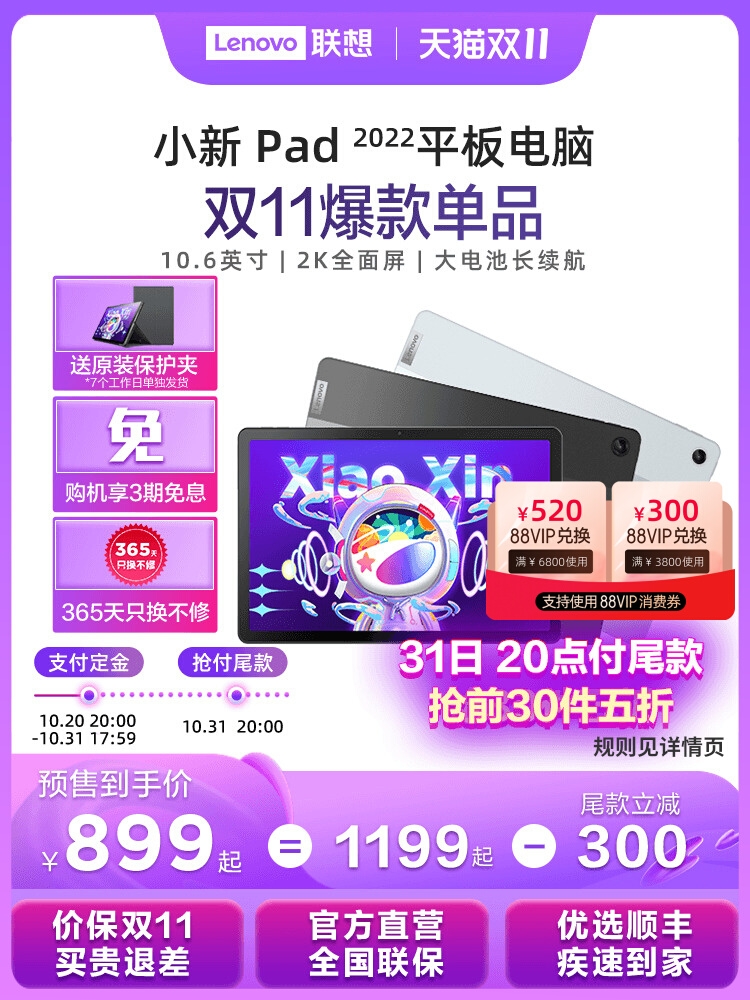 Lenovo 联想 | 天猫双11
小新 Pad 2022平板电脑
双11爆款单品
10.6英寸 | 2K全面屏 | 大电池长续航
送原装保护夹
*7个工作日单独发货
免
购机享3期免息
365天
只换不修
365天只换不修
Lenovo
Lenovo
Xiao Xin
¥520
88VIP兑换
满¥6800使用
¥300
88VIP兑换
满¥3800使用
支持使用88VIP消费券
支付定金
抢付尾款
10.20 20:00
-10.31 17:59
10.31 20:00
31日 20点付尾款
抢前30件五折
规则见详情页
预售到手价
尾款立减
¥899起 = 1199起 - 300
价保双11
买贵退差
官方直营
全国联保
优选顺丰
疾速到家